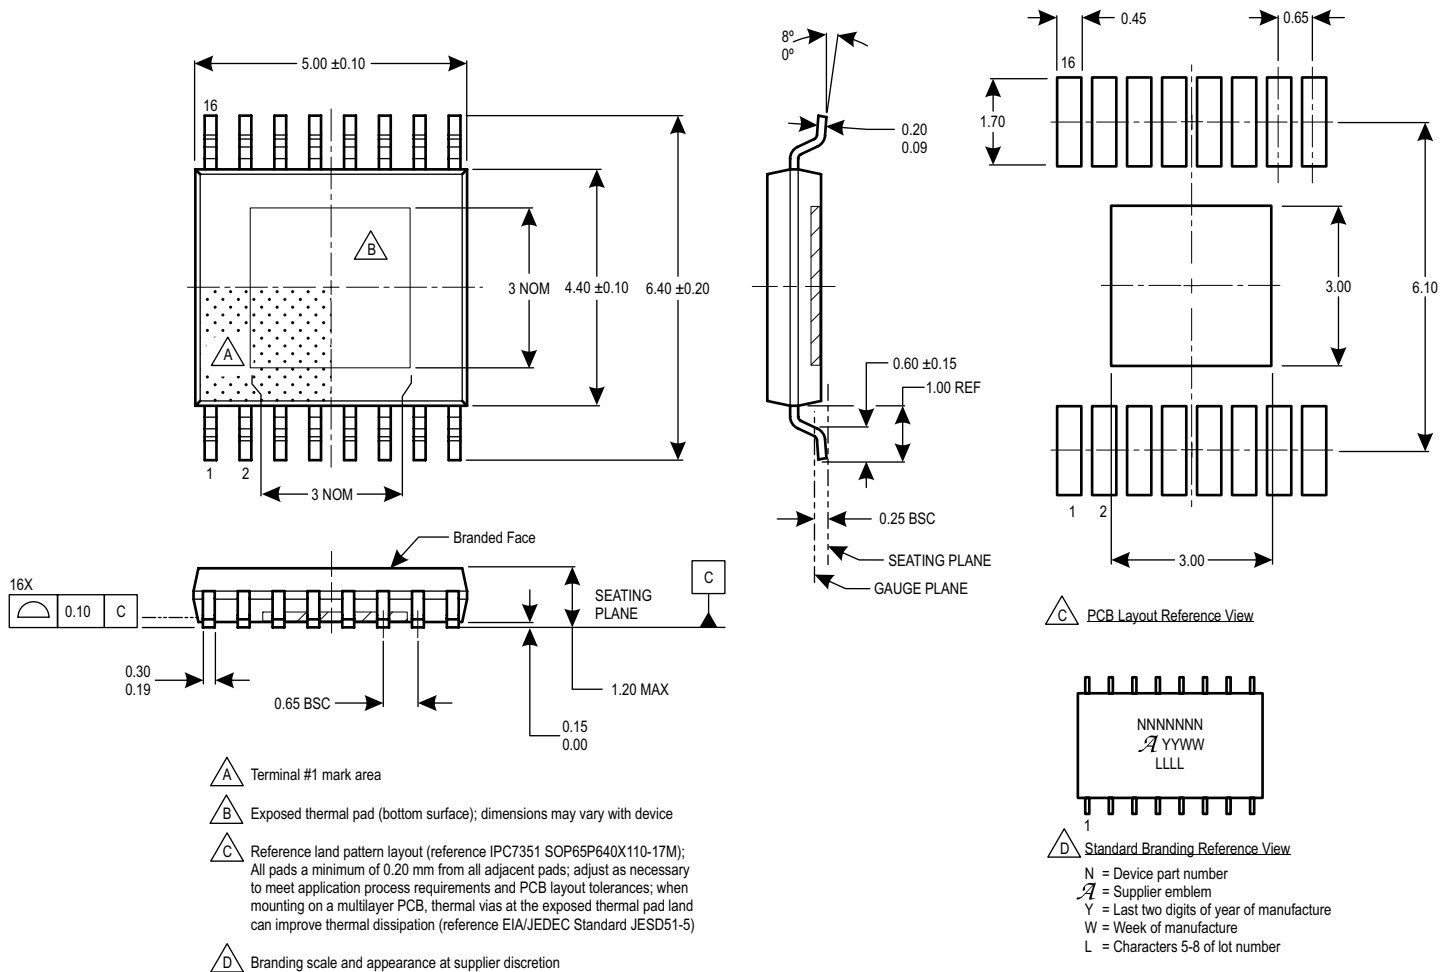 5.00 ±0.10
16
B
A
3 NOM
4.40 ±0.10
6.40 ±0.20
1
2
3 NOM
8º
0º
0.20
0.09
0.60 ±0.15
1.00 REF
0.25 BSC
SEATING PLANE
GAUGE PLANE
0.45
0.65
16
1.70
3.00
6.10
1
2
3.00
C PCB Layout Reference View
Branded Face
16X
0.10 C
SEATING
PLANE
C
0.30
0.19
0.65 BSC
1.20 MAX
0.15
0.00
A Terminal #1 mark area
B Exposed thermal pad (bottom surface); dimensions may vary with device
C Reference land pattern layout (reference IPC7351 SOP65P640X110-17M);
All pads a minimum of 0.20 mm from all adjacent pads; adjust as necessary
to meet application process requirements and PCB layout tolerances; when
mounting on a multilayer PCB, thermal vias at the exposed thermal pad land
can improve thermal dissipation (reference EIA/JEDEC Standard JESD51-5)
D Branding scale and appearance at supplier discretion
NNNNNNN
A YYWW
LLLL
1
D Standard Branding Reference View
N = Device part number
A = Supplier emblem
Y = Last two digits of year of manufacture
W = Week of manufacture
L = Characters 5-8 of lot number